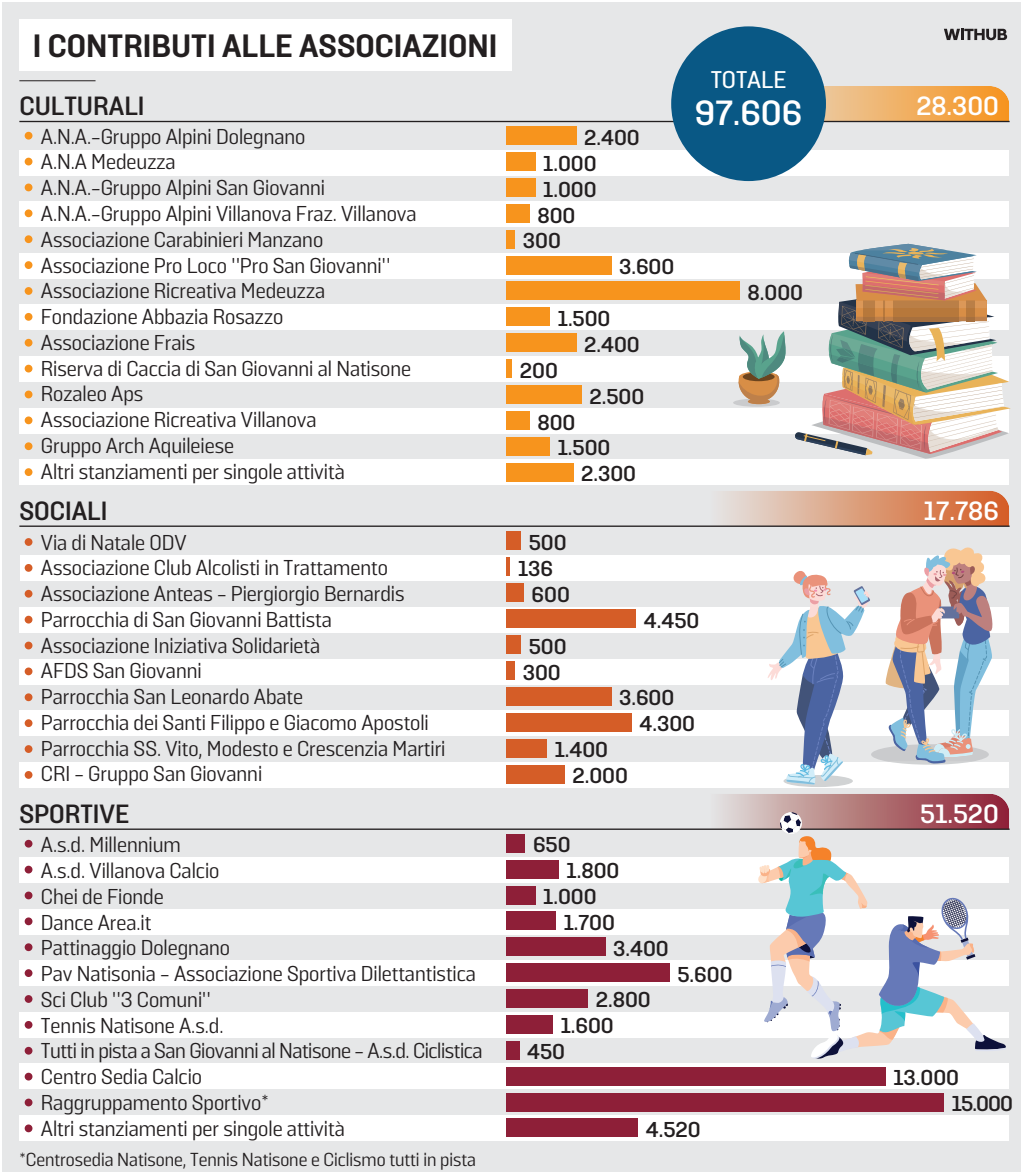 I CONTRIBUTI ALLE ASSOCIAZIONI
WITHUB
TOTALE
97.606
CULTURALI 28.300
• A.N.A.-Gruppo Alpini Dolegnano 2.400
• A.N.A Medeuzza 1.000
• A.N.A.-Gruppo Alpini San Giovanni 1.000
• A.N.A.-Gruppo Alpini Villanova Fraz. Villanova 800
• Associazione Carabinieri Manzano 300
• Associazione Pro Loco "Pro San Giovanni" 3.600
• Associazione Ricreativa Medeuzza 8.000
• Fondazione Abbazia Rosazzo 1.500
• Associazione Frais 2.400
• Riserva di Caccia di San Giovanni al Natisone 200
• Rozaleo Aps 2.500
• Associazione Ricreativa Villanova 800
• Gruppo Arch Aquileiese 1.500
• Altri stanziamenti per singole attività 2.300
SOCIALI 17.786
• Via di Natale ODV 500
• Associazione Club Alcolisti in Trattamento 136
• Associazione Anteas - Piergiorgio Bernardis 600
• Parrocchia di San Giovanni Battista 4.450
• Associazione Iniziativa Solidarietà 500
• AFDS San Giovanni 300
• Parrocchia San Leonardo Abate 3.600
• Parrocchia dei Santi Filippo e Giacomo Apostoli 4.300
• Parrocchia SS. Vito, Modesto e Crescenzia Martiri 1.400
• CRI - Gruppo San Giovanni 2.000
SPORTIVE 51.520
• A.s.d. Millennium 650
• A.s.d. Villanova Calcio 1.800
• Chei de Fionde 1.000
• Dance Area.it 1.700
• Pattinaggio Dolegnano 3.400
• Pav Natisonia - Associazione Sportiva Dilettantistica 5.600
• Sci Club "3 Comuni" 2.800
• Tennis Natisone A.s.d. 1.600
• Tutti in pista a San Giovanni al Natisone - A.s.d. Ciclistica 450
• Centro Sedia Calcio 13.000
• Raggruppamento Sportivo* 15.000
• Altri stanziamenti per singole attività 4.520
*Centrosedia Natisone, Tennis Natisone e Ciclismo tutti in pista